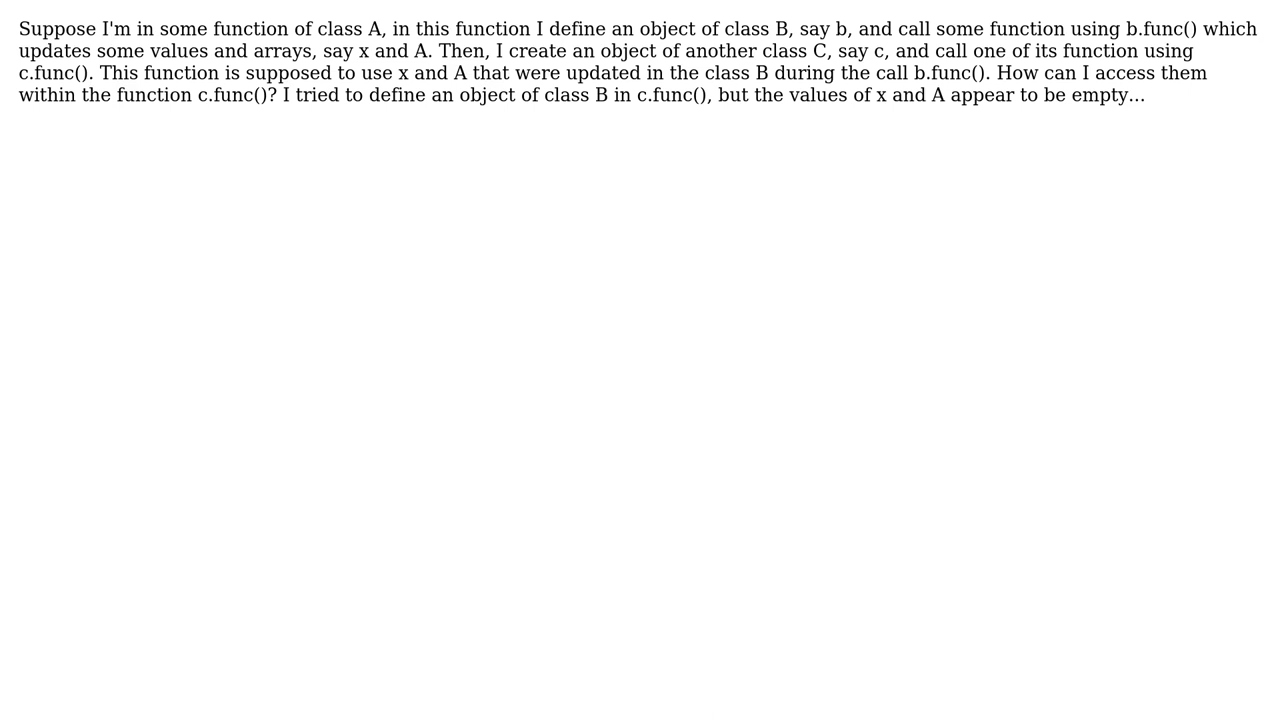 Suppose I'm in some function of class A, in this function I define an object of class B, say b, and call some function using b.func() which
updates some values and arrays, say x and A. Then, I create an object of another class C, say c, and call one of its function using
c.func(). This function is supposed to use x and A that were updated in the class B during the call b.func(). How can I access them
within the function c.func()? I tried to define an object of class B in c.func(), but the values of x and A appear to be empty...